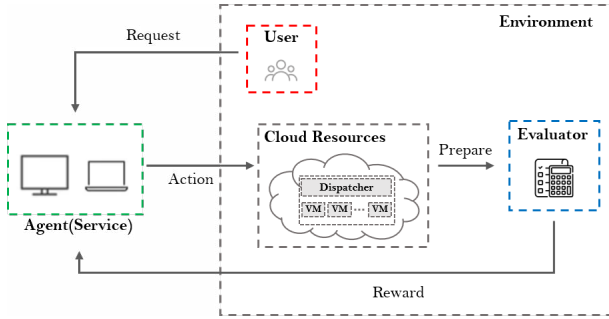 Environment
Request
User
Cloud Resources
Evaluator
Prepare
Action
Dispatcher
VM VM VM
Agent(Service)
Reward